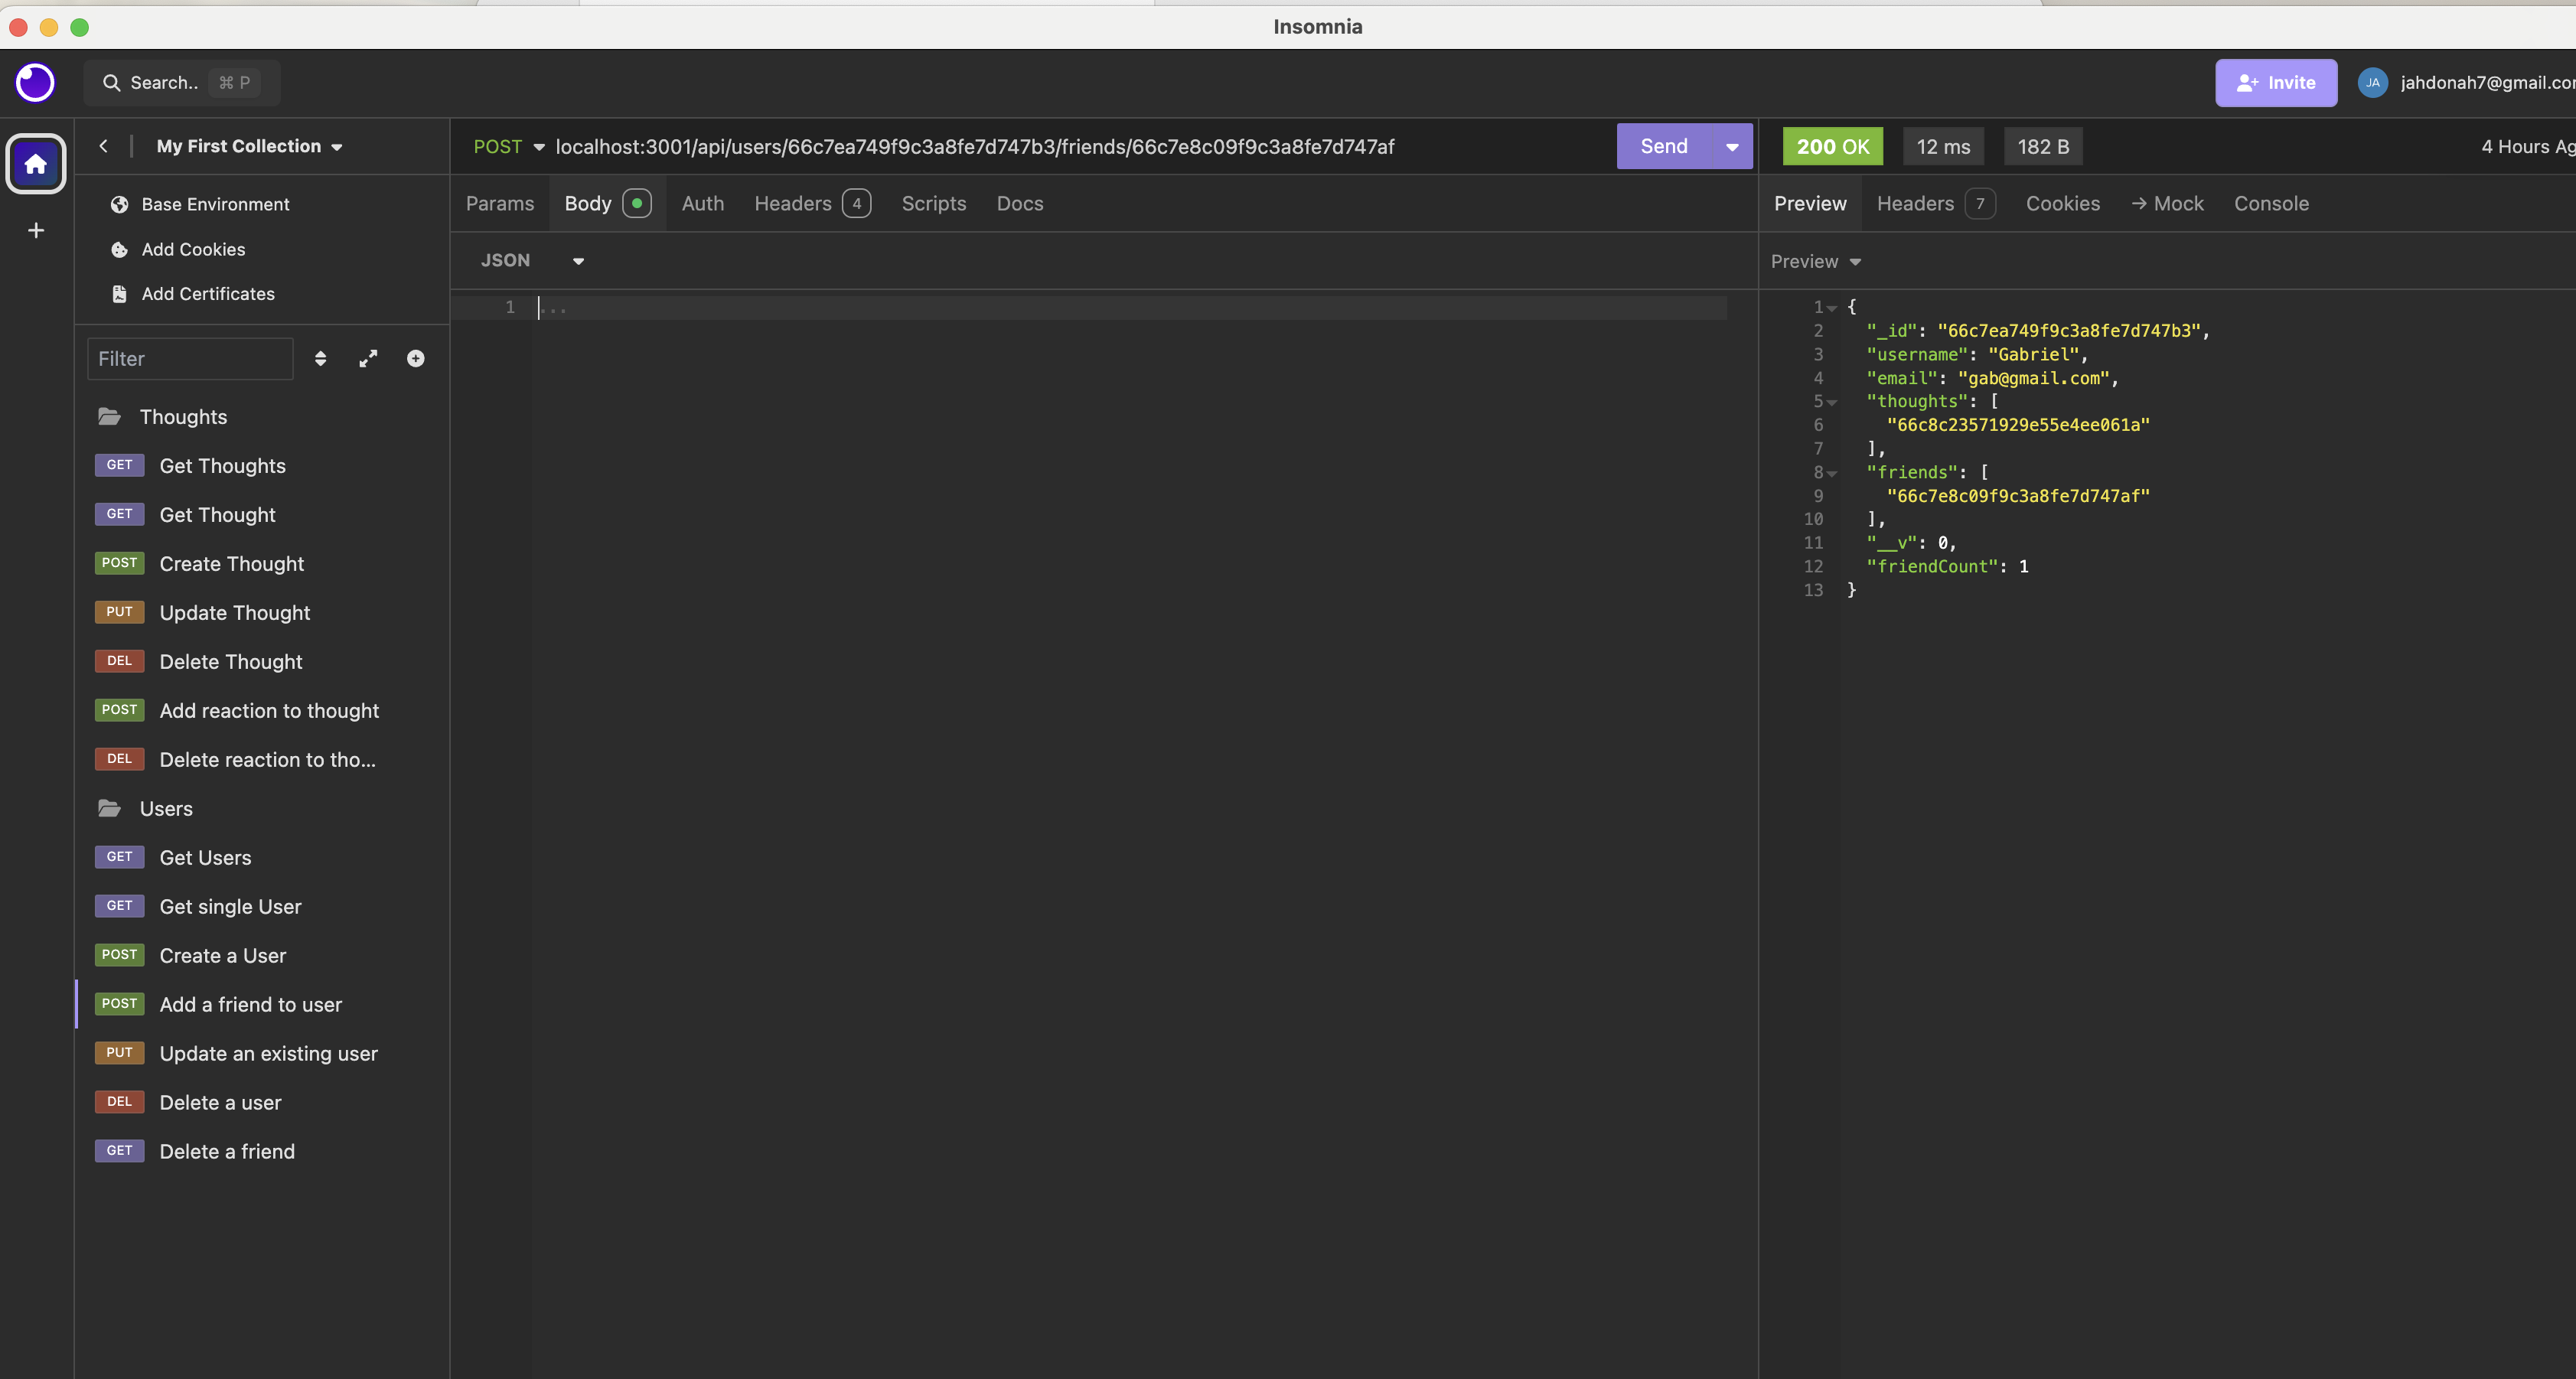 Insomnia
Search.. ⌘ P
Invite
JA
jahdonah7@gmail.co
My First Collection
Base Environment
Add Cookies
Add Certificates
Filter
Thoughts
GET Get Thoughts
GET Get Thought
POST Create Thought
PUT Update Thought
DEL Delete Thought
POST Add reaction to thought
DEL Delete reaction to tho...
Users
GET Get Users
GET Get single User
POST Create a User
POST Add a friend to user
PUT Update an existing user
DEL Delete a user
GET Delete a friend
POST localhost:3001/api/users/66c7ea749f9c3a8fe7d747b3/friends/66c7e8c09f9c3a8fe7d747af
Send
Params Body Auth Headers 4 Scripts Docs
JSON
1 ...
200 OK 12 ms 182 B 4 Hours Ag
Preview Headers 7 Cookies → Mock Console
Preview
1 {
2 "_id": "66c7ea749f9c3a8fe7d747b3",
3 "username": "Gabriel",
4 "email": "gab@gmail.com",
5 "thoughts": [
6 "66c8c23571929e55e4ee061a"
7 ],
8 "friends": [
9 "66c7e8c09f9c3a8fe7d747af"
10 ],
11 "__v": 0,
12 "friendCount": 1
13 }